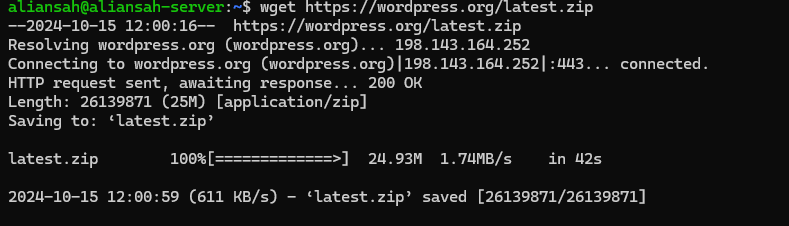 aliansah@aliansah-server:~$ wget https://wordpress.org/latest.zip
--2024-10-15 12:00:16--  https://wordpress.org/latest.zip
Resolving wordpress.org (wordpress.org)... 198.143.164.252
Connecting to wordpress.org (wordpress.org)|198.143.164.252|:443... connected.
HTTP request sent, awaiting response... 200 OK
Length: 26139871 (25M) [application/zip]
Saving to: ‘latest.zip’
latest.zip        100%[=============>]  24.93M  1.74MB/s    in 42s
2024-10-15 12:00:59 (611 KB/s) - ‘latest.zip’ saved [26139871/26139871]